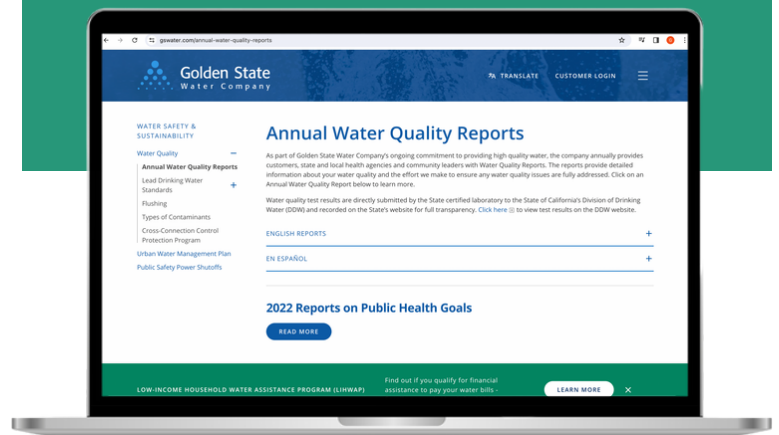 gswater.com/annual-water-quality-reports
Golden State
Water Company
TRANSLATE
CUSTOMER LOGIN
WATER SAFETY &
SUSTAINABILITY
Water Quality
Annual Water Quality Reports
Lead Drinking Water
Standards
Flushing
Types of Contaminants
Cross-Connection Control
Protection Program
Urban Water Management Plan
Public Safety Power Shutoffs
Annual Water Quality Reports
As part of Golden State Water Company's ongoing commitment to providing high quality water, the company annually provides
customers, state and local health agencies and community leaders with Water Quality Reports. The reports provide detailed
information about your water quality and the effort we make to ensure any water quality issues are fully addressed. Click on an
Annual Water Quality Report below to learn more.
Water quality test results are directly submitted by the State certified laboratory to the State of California's Division of Drinking
Water (DDW) and recorded on the State's website for full transparency. Click here to view test results on the DDW website.
ENGLISH REPORTS
EN ESPAÑOL
2022 Reports on Public Health Goals
READ MORE
LOW-INCOME HOUSEHOLD WATER ASSISTANCE PROGRAM (LIHWAP)
Find out if you qualify for financial
assistance to pay your water bills -
LEARN MORE